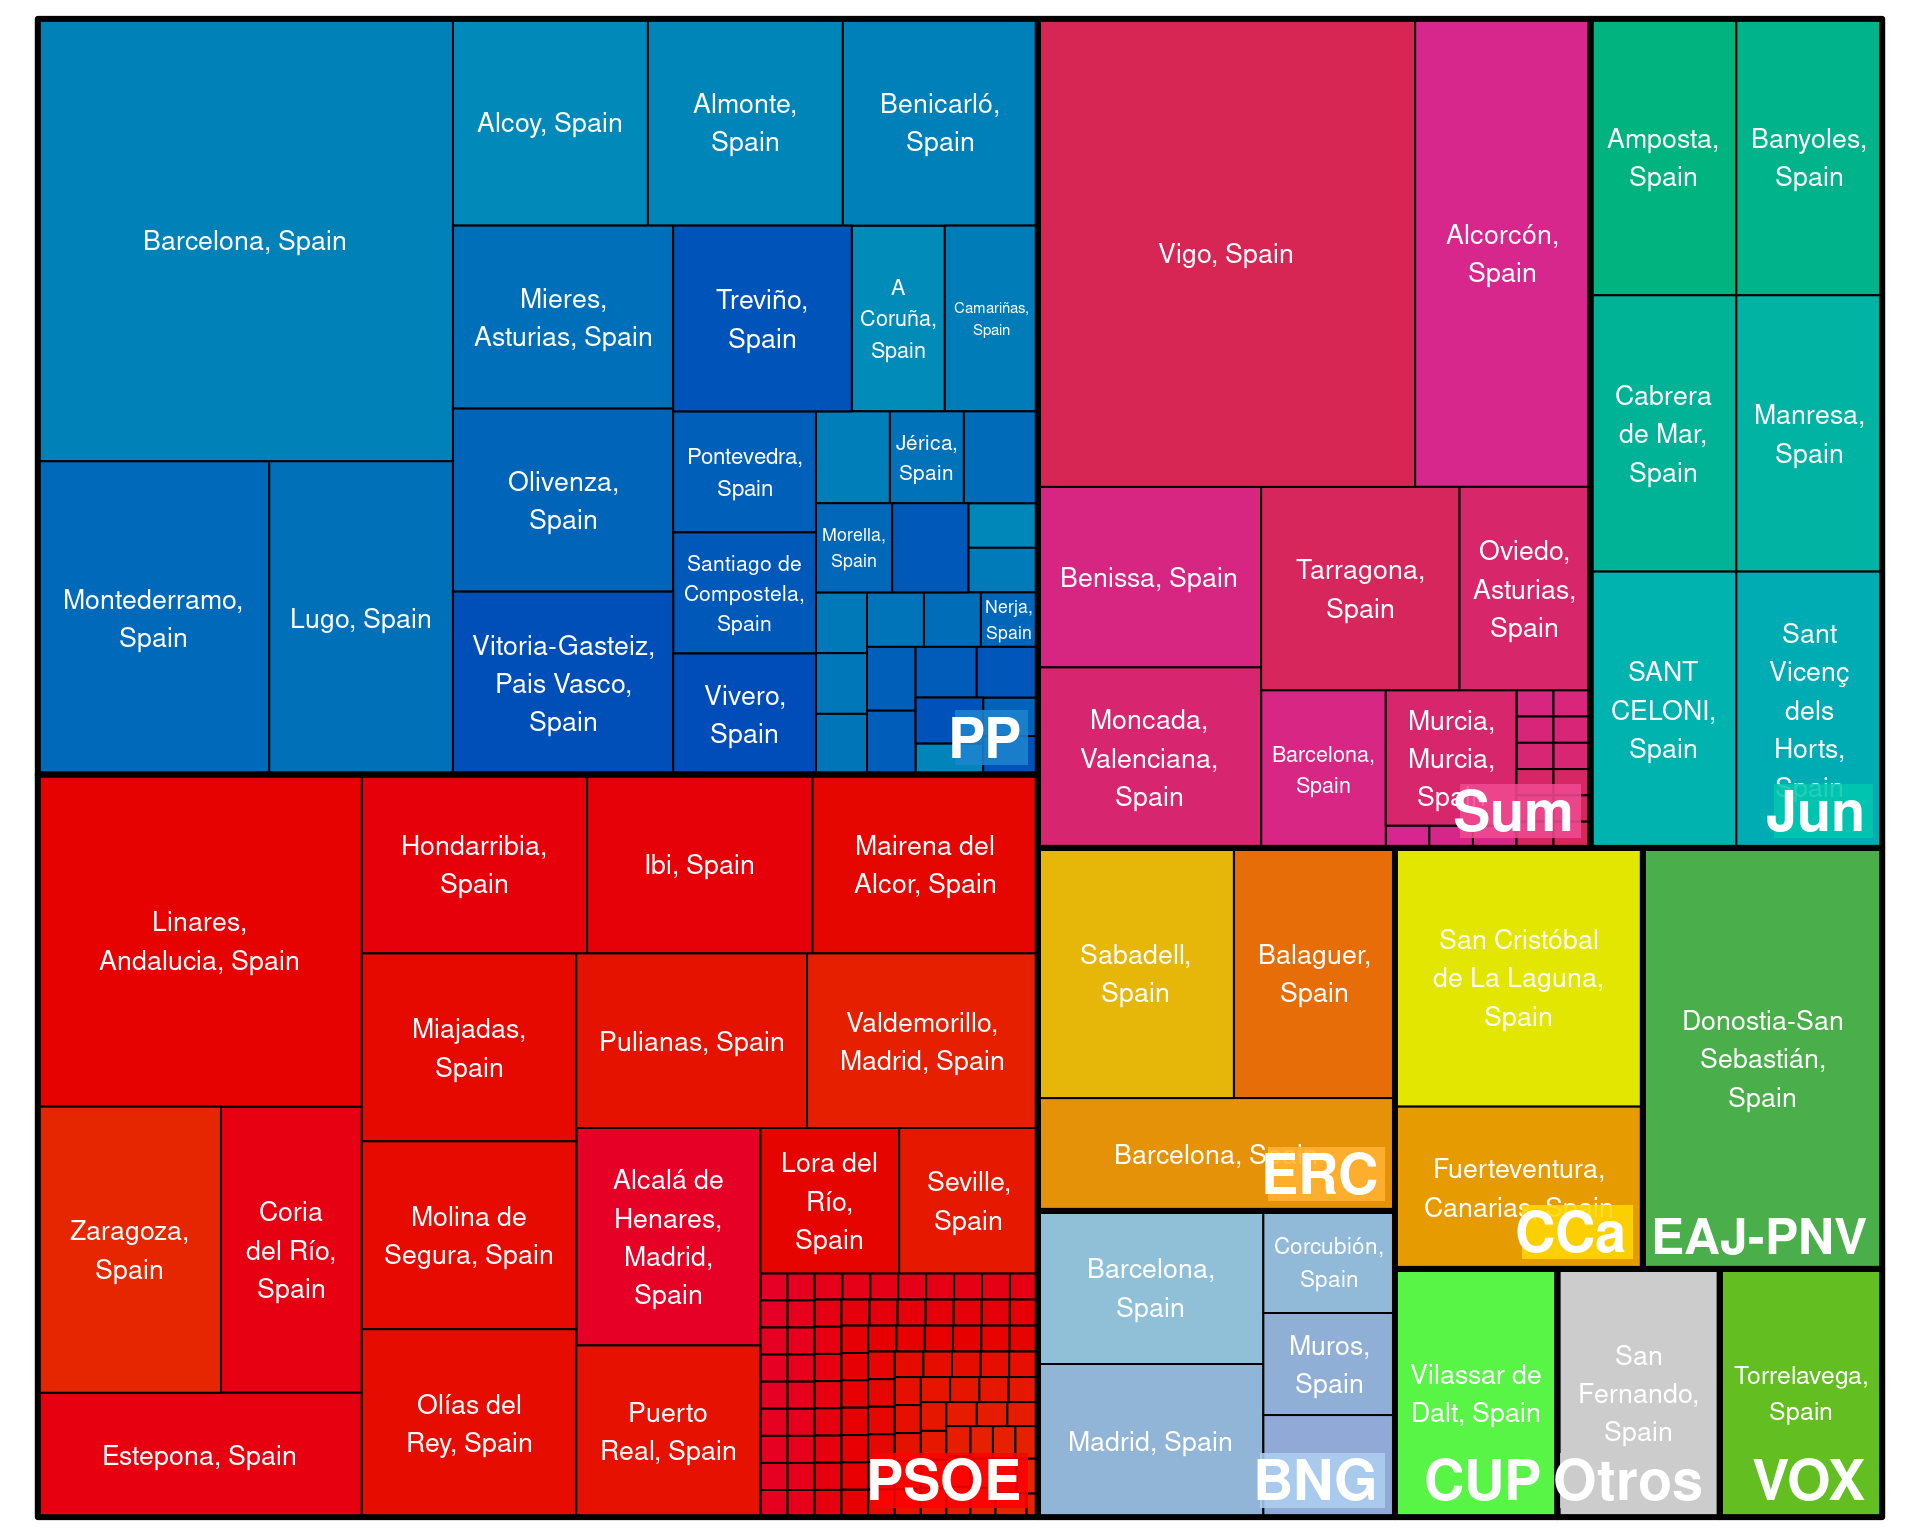 Barcelona, Spain
Alcoy, Spain
Almonte,
Spain
Benicarló,
Spain
Mieres,
Asturias, Spain
Treviño,
Spain
A
Coruña,
Spain
Camariñas,
Spain
Olivenza,
Spain
Pontevedra,
Spain
Jérica,
Spain
Morella,
Spain
Santiago de
Compostela,
Spain
Nerja,
Spain
Montederramo,
Spain
Lugo, Spain
Vitoria-Gasteiz,
Pais Vasco,
Spain
Vivero,
Spain
PP
Vigo, Spain
Alcorcón,
Spain
Benissa, Spain
Tarragona,
Spain
Oviedo,
Asturias,
Spain
Moncada,
Valenciana,
Spain
Barcelona,
Spain
Murcia,
Murcia,
Spain
Sum
Amposta,
Spain
Banyoles,
Spain
Cabrera
de Mar,
Spain
Manresa,
Spain
SANT
CELONI,
Spain
Sant
Vicenç
dels
Horts,
Spain
Jun
Linares,
Andalucia, Spain
Hondarribia,
Spain
Ibi, Spain
Mairena del
Alcor, Spain
Miajadas,
Spain
Pulianas, Spain
Valdemorillo,
Madrid, Spain
Zaragoza,
Spain
Coria
del Río,
Spain
Molina de
Segura, Spain
Alcalá de
Henares,
Madrid,
Spain
Lora del
Río,
Spain
Seville,
Spain
Estepona, Spain
Olías del
Rey, Spain
Puerto
Real, Spain
PSOE
Sabadell,
Spain
Balaguer,
Spain
Barcelona, Spain
ERC
San Cristóbal
de La Laguna,
Spain
Fuerteventura,
Canarias, Spain
CCa
Donostia-San
Sebastián,
Spain
EAJ-PNV
Barcelona,
Spain
Corcubión,
Spain
Muros,
Spain
Madrid, Spain
BNG
Vilassar de
Dalt, Spain
CUP
San
Fernando,
Spain
Otros
Torrelavega,
Spain
VOX